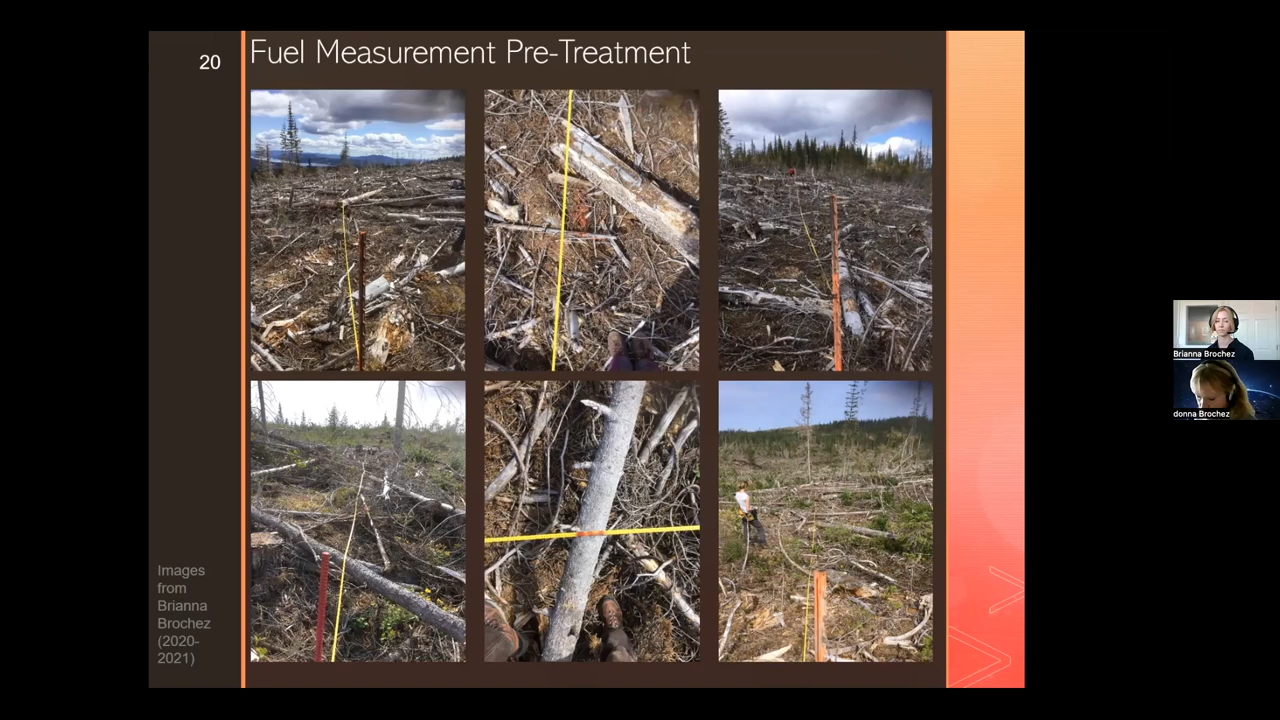 20
Fuel Measurement Pre-Treatment
Images
from
Brianna
Brochez
(2020-
2021)
Brianna Brochez
donna Brochez